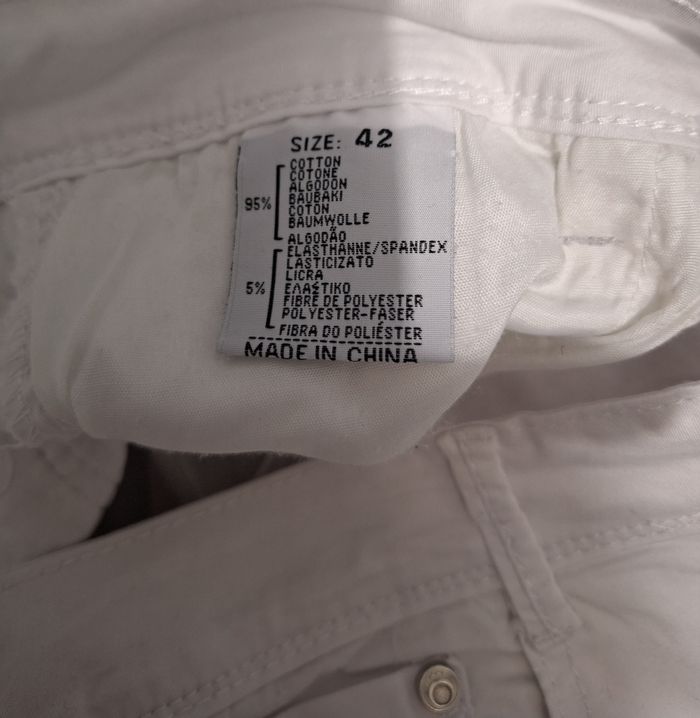 SIZE: 42
COTTON
COTONE
ALGODON
BAUBAKI
COTON
95%
BAUMWOLLE
ALGODÃO
ELASTHANNE/SPANDEX
LASTICIZATO
LICRA
5%
ΕΛΑΣΤΙΚΟ
FIBRE DE POLYESTER
POLYESTER-FASER
FIBRA DO POLIÉSTER
MADE IN CHINA